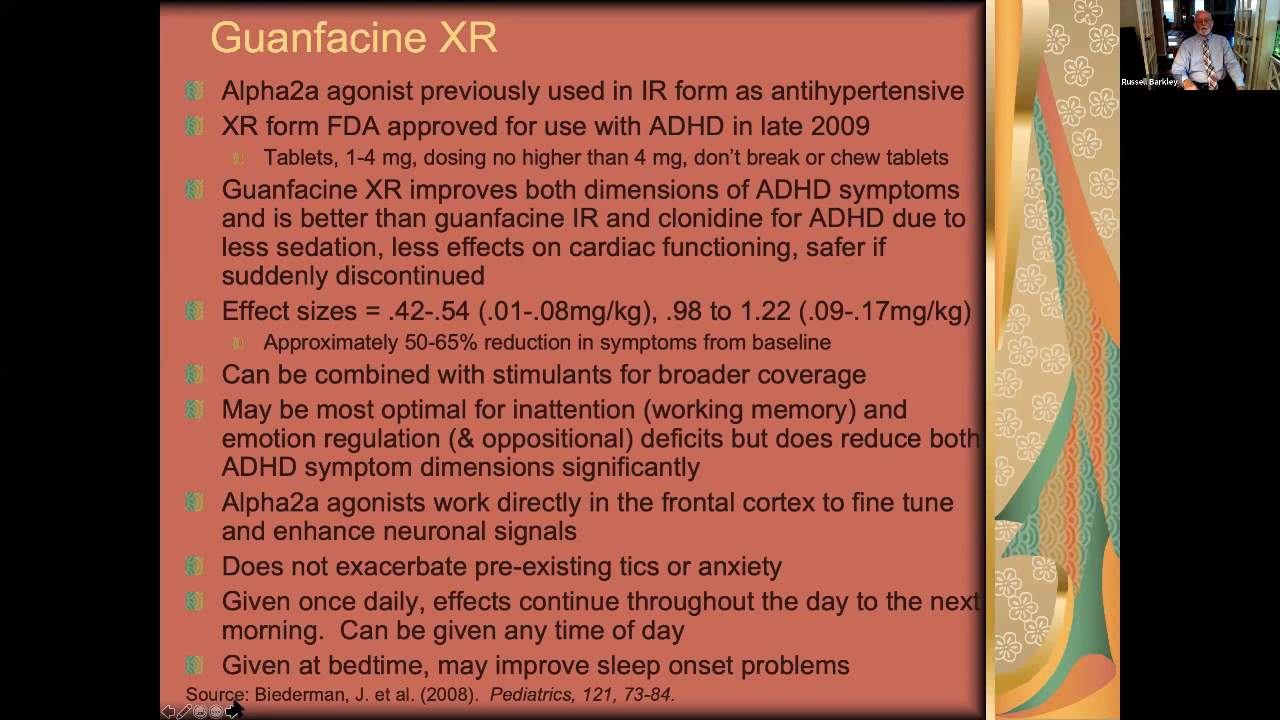 Guanfacine XR
Alpha2a agonist previously used in IR form as antihypertensive
XR form FDA approved for use with ADHD in late 2009
Tablets, 1-4 mg, dosing no higher than 4 mg, don't break or chew tablets
Guanfacine XR improves both dimensions of ADHD symptoms
and is better than guanfacine IR and clonidine for ADHD due to
less sedation, less effects on cardiac functioning, safer if
suddenly discontinued
Effect sizes = .42-.54 (.01-.08mg/kg), .98 to 1.22 (.09-.17mg/kg)
Approximately 50-65% reduction in symptoms from baseline
Can be combined with stimulants for broader coverage
May be most optimal for inattention (working memory) and
emotion regulation (& oppositional) deficits but does reduce both
ADHD symptom dimensions significantly
Alpha2a agonists work directly in the frontal cortex to fine tune
and enhance neuronal signals
Does not exacerbate pre-existing tics or anxiety
Given once daily, effects continue throughout the day to the next
morning.  Can be given any time of day
Given at bedtime, may improve sleep onset problems
Source: Biederman, J. et al. (2008).  Pediatrics, 121, 73-84.
Russell Barkley